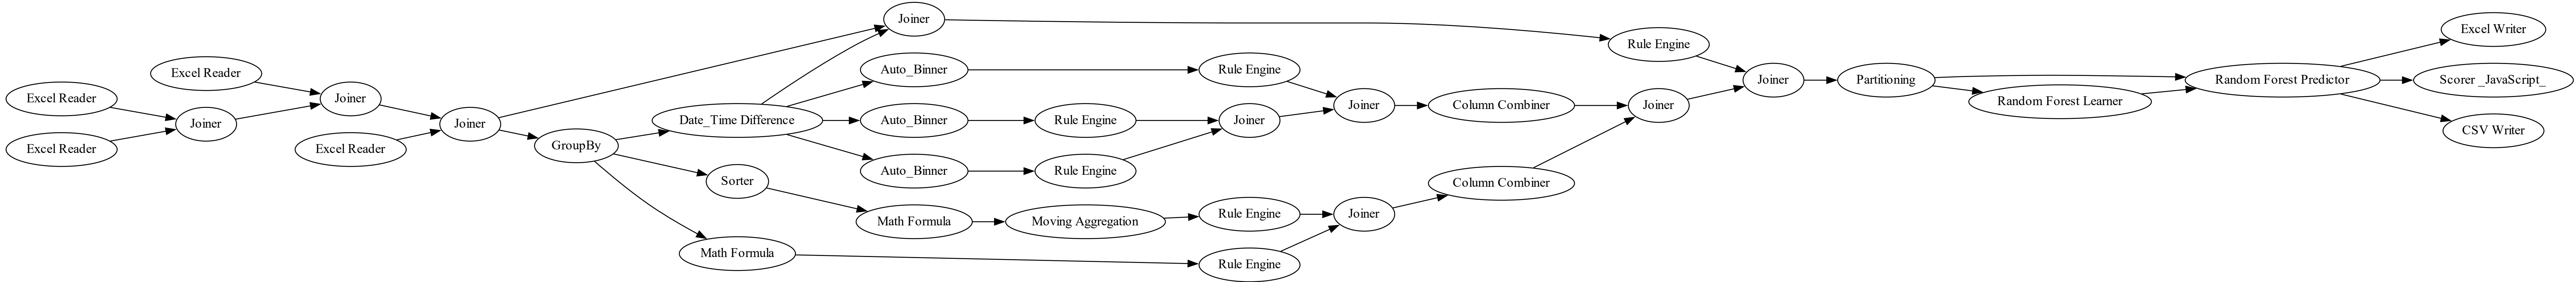 Excel Reader
Excel Reader
Joiner
Excel Reader
Joiner
Excel Reader
Joiner
GroupBy
Date_Time Difference
Sorter
Math Formula
Joiner
Auto_Binner
Auto_Binner
Auto_Binner
Math Formula
Rule Engine
Rule Engine
Moving Aggregation
Rule Engine
Joiner
Rule Engine
Rule Engine
Joiner
Joiner
Column Combiner
Column Combiner
Rule Engine
Joiner
Joiner
Partitioning
Random Forest Learner
Random Forest Predictor
Excel Writer
Scorer _JavaScript_
CSV Writer